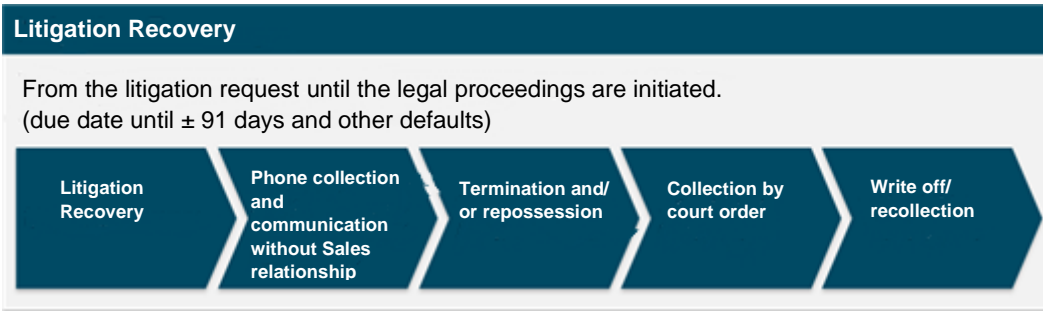 Litigation Recovery
From the litigation request until the legal proceedings are initiated.
(due date until ± 91 days and other defaults)
Litigation
Recovery
Phone collection
and
communication
without Sales
relationship
Termination and/
or repossession
Collection by
court order
Write off/
recollection